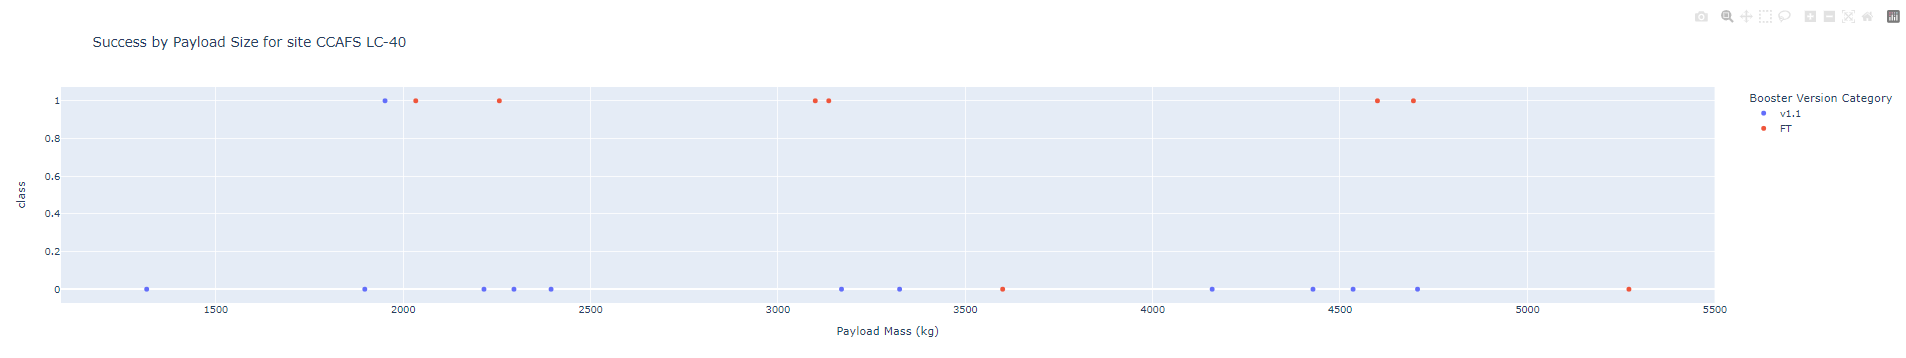 Success by Payload Size for site CCAFS LC-40
class
1
0.8
0.6
0.4
0.2
0
1500 2000 2500 3000 3500 4000 4500 5000 5500
Payload Mass (kg)
Booster Version Category
v1.1
FT